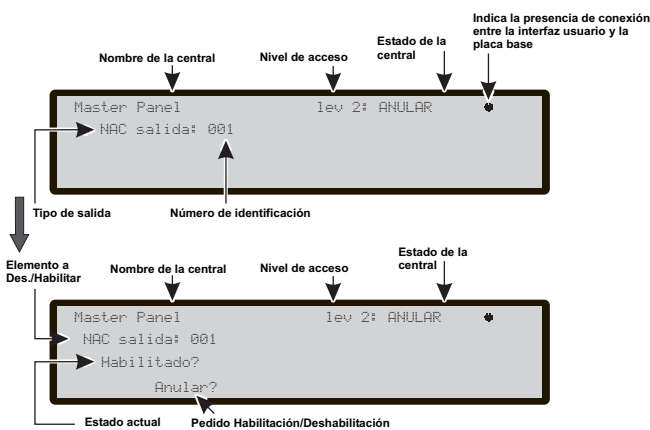 Indica la presencia de conexión
entre la interfaz usuario y la
placa base
Estado de la
central
Nombre de la central
Nivel de acceso
Master Panel lev 2: ANULAR
NAC salida: 001
Tipo de salida
Número de identificación
Elemento a
Des./Habilitar
Nombre de la central
Nivel de acceso
Estado de la
central
Master Panel lev 2: ANULAR
NAC salida: 001
Habilitado?
Anular?
Estado actual
Pedido Habilitación/Deshabilitación